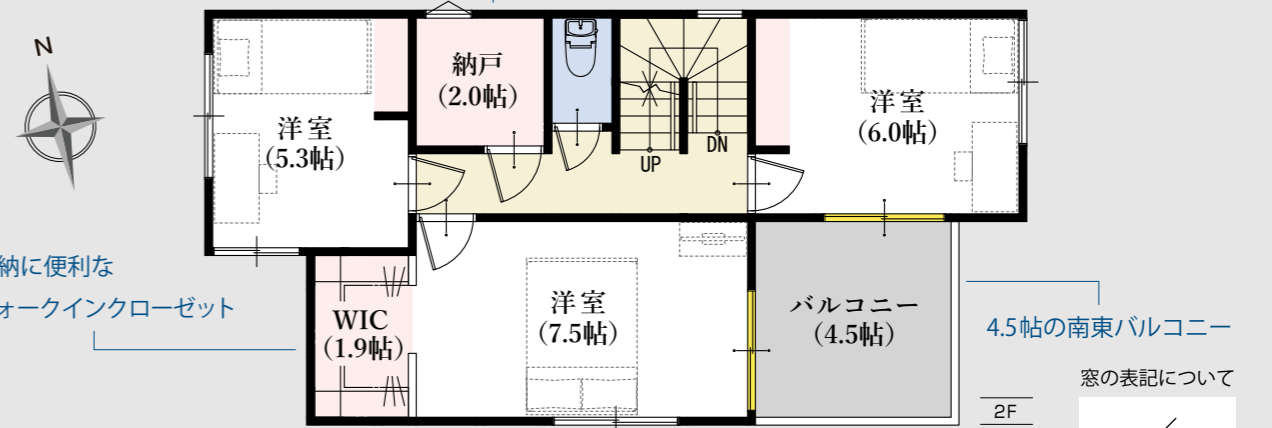 N
納戸
(2.0帖)
洋室
(5.3帖)
UP
DN
洋室
(6.0帖)
納に便利な
ォークインクローゼット
WIC
(1.9帖)
洋室
(7.5帖)
バルコニー
(4.5帖)
4.5帖の南東バルコニー
窓の表記について
2F